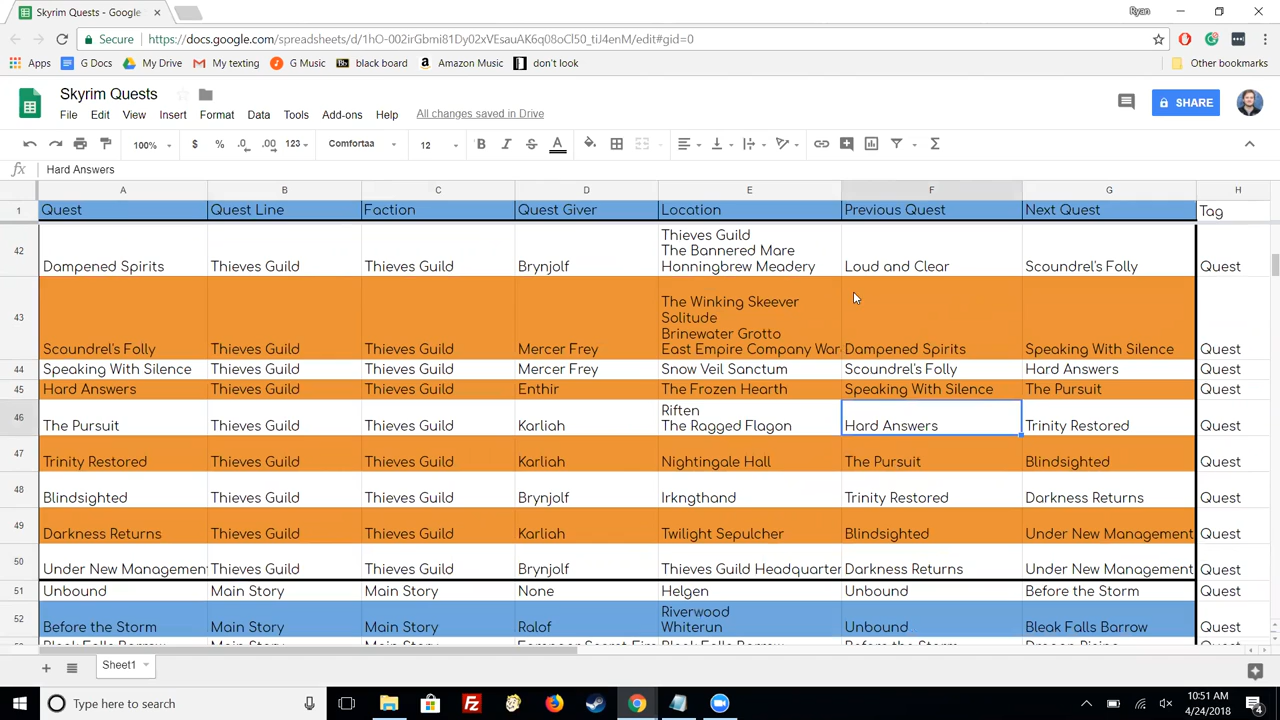 Skyrim Quests - Google S
Ryan
Secure
https://docs.google.com/spreadsheets/d/1hO-002irGbmi81Dy02xVEsauAK6q08oCl50_tiJ4enM/edit#gid=0
Apps G Docs My Drive My texting G Music black board Amazon Music don't look Other bookmarks
Skyrim Quests
File Edit View Insert Format Data Tools Add-ons Help All changes saved in Drive
SHARE
100% $ % .0 .00 123 Comfortaa 12 B I S A
fx Hard Answers
A B C D E F G H
1 Quest Quest Line Faction Quest Giver Location Previous Quest Next Quest Tag
Thieves Guild
The Bannered Mare
42 Dampened Spirits Thieves Guild Thieves Guild Brynjolf Honningbrew Meadery Loud and Clear Scoundrel's Folly Quest
The Winking Skeever
Solitude
Brinewater Grotto
43 Scoundrel's Folly Thieves Guild Thieves Guild Mercer Frey East Empire Company War Dampened Spirits Speaking With Silence Quest
44 Speaking With Silence Thieves Guild Thieves Guild Mercer Frey Snow Veil Sanctum Scoundrel's Folly Hard Answers Quest
45 Hard Answers Thieves Guild Thieves Guild Enthir The Frozen Hearth Speaking With Silence The Pursuit Quest
Riften
46 The Pursuit Thieves Guild Thieves Guild Karliah The Ragged Flagon Hard Answers Trinity Restored Quest
47 Trinity Restored Thieves Guild Thieves Guild Karliah Nightingale Hall The Pursuit Blindsighted Quest
48 Blindsighted Thieves Guild Thieves Guild Brynjolf Irkngthand Trinity Restored Darkness Returns Quest
49 Darkness Returns Thieves Guild Thieves Guild Karliah Twilight Sepulcher Blindsighted Under New Management Quest
50 Under New Managemen Thieves Guild Thieves Guild Brynjolf Thieves Guild Headquarter Darkness Returns Under New Management Quest
51 Unbound Main Story Main Story None Helgen Unbound Before the Storm Quest
Riverwood
52 Before the Storm Main Story Main Story Ralof Whiterun Unbound Bleak Falls Barrow Quest
Sheet1
Type here to search
10:51 AM
4/24/2018
4